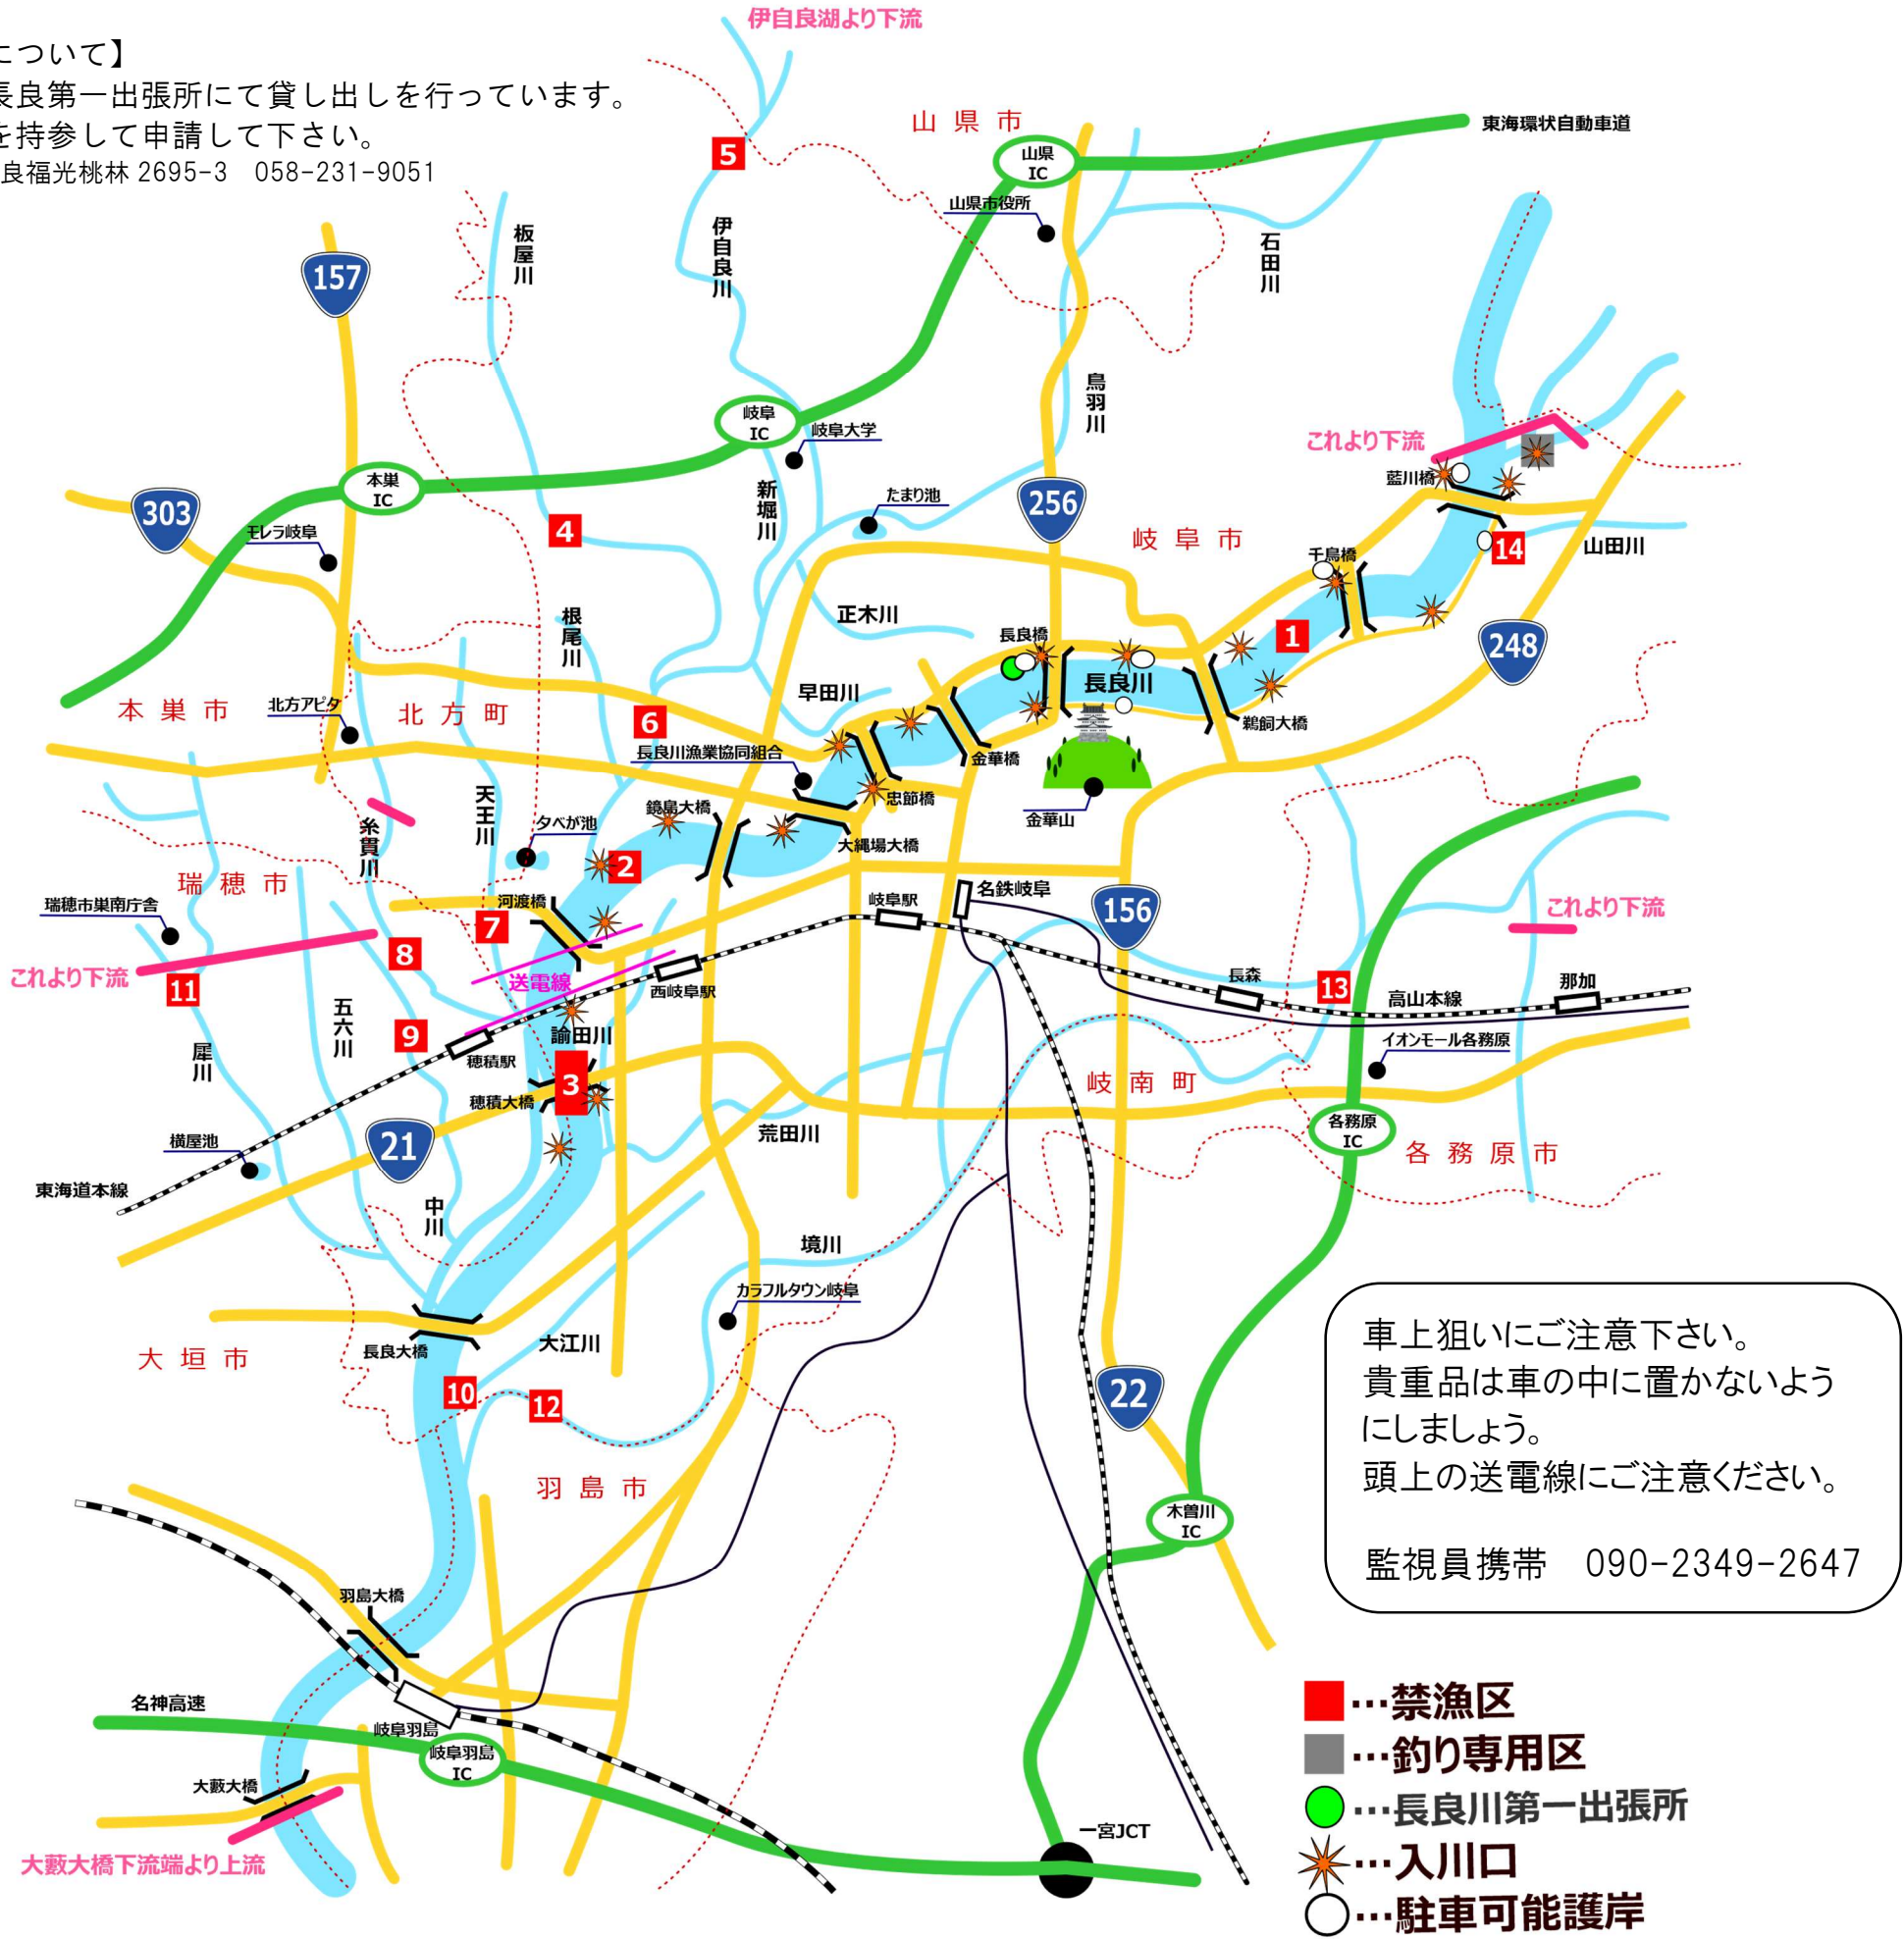 伊自良湖より下流
について】
長良第一出張所にて貸し出しを行っています。
を持参して申請して下さい。
良福光桃林 2695-3　058-231-9051
山県市
東海環状自動車道
5
山県
IC
山県市役所
板屋川
伊自良川
石田川
157
鳥羽川
岐阜
IC
岐阜大学
これより下流
藍川橋
本巣
IC
新堀川
たまり池
256
303
モレラ岐阜
4
岐阜市
千鳥橋
14
山田川
根尾川
正木川
長良橋
1
248
本巣市
北方アピタ
北方町
早田川
長良川
6
鵜飼大橋
長良川漁業協同組合
金華橋
天王川
鏡島大橋
忠節橋
糸貫川
夕べが池
大縄場大橋
金華山
2
瑞穂市
瑞穂市巣南庁舎
河渡橋
岐阜駅
名鉄岐阜
156
これより下流
7
8
これより下流
11
送電線
西岐阜駅
長森
13
高山本線
那加
五六川
9
諭田川
犀川
穂積駅
イオンモール各務原
3
穂積大橋
岐南町
21
荒田川
各務原
IC
各務原市
横屋池
東海道本線
中川
境川
カラフルタウン岐阜
大垣市
長良大橋
大江川
10
12
22
車上狙いにご注意下さい。
貴重品は車の中に置かないよう
にしましょう。
頭上の送電線にご注意ください。
監視員携帯　090-2349-2647
羽島市
木曽川
IC
羽島大橋
名神高速
岐阜羽島
岐阜羽島
IC
大藪大橋
大藪大橋下流端より上流
一宮JCT
…禁漁区
…釣り専用区
…長良川第一出張所
…入川口
…駐車可能護岸